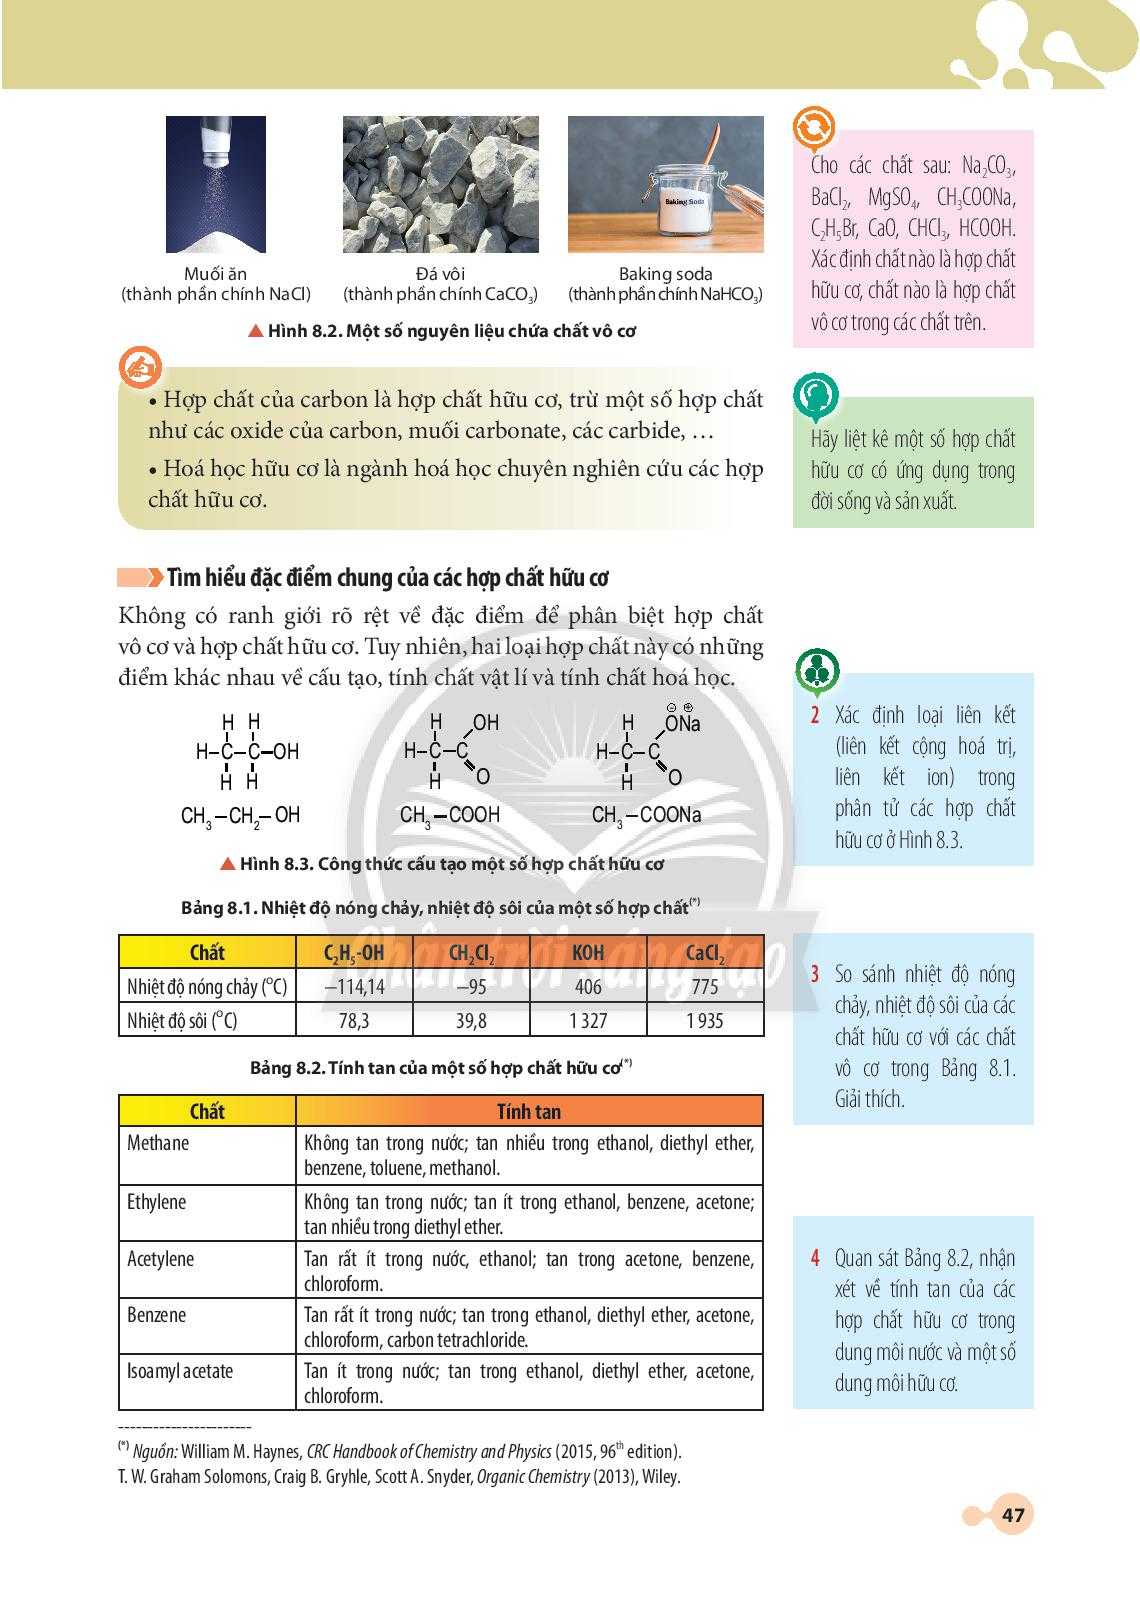 Baking Soda
Muối ăn
(thành phần chính NaCl)
Đá vôi
(thành phần chính CaCO₃)
Baking soda
(thành phần chính NaHCO₃)
▲ Hình 8.2. Một số nguyên liệu chứa chất vô cơ
• Hợp chất của carbon là hợp chất hữu cơ, trừ một số hợp chất
như các oxide của carbon, muối carbonate, các carbide, …
• Hoá học hữu cơ là ngành hoá học chuyên nghiên cứu các hợp
chất hữu cơ.
Cho các chất sau: Na₂CO₃,
BaCl₂, MgSO₄, CH₃COONa,
C₂H₅Br, CaO, CHCl₃, HCOOH.
Xác định chất nào là hợp chất
hữu cơ, chất nào là hợp chất
vô cơ trong các chất trên.
Hãy liệt kê một số hợp chất
hữu cơ có ứng dụng trong
đời sống và sản xuất.
Tìm hiểu đặc điểm chung của các hợp chất hữu cơ
Không có ranh giới rõ rệt về đặc điểm để phân biệt hợp chất
vô cơ và hợp chất hữu cơ. Tuy nhiên, hai loại hợp chất này có những
điểm khác nhau về cấu tạo, tính chất vật lí và tính chất hoá học.
H H
H–C–C–OH
H H
CH₃–CH₂–OH
H OH
H–C–C
H O
CH₃–COOH
⊖ ⊕
H ONa
H–C–C
H O
CH₃–COONa
▲ Hình 8.3. Công thức cấu tạo một số hợp chất hữu cơ
2 Xác định loại liên kết
(liên kết cộng hoá trị,
liên kết ion) trong
phân tử các hợp chất
hữu cơ ở Hình 8.3.
Bảng 8.1. Nhiệt độ nóng chảy, nhiệt độ sôi của một số hợp chất(*)
Chất C₂H₅-OH CH₂Cl₂ KOH CaCl₂
Nhiệt độ nóng chảy (°C) –114,14 –95 406 775
Nhiệt độ sôi (°C) 78,3 39,8 1 327 1 935
Chân trời sáng tạo
3 So sánh nhiệt độ nóng
chảy, nhiệt độ sôi của các
chất hữu cơ với các chất
vô cơ trong Bảng 8.1.
Giải thích.
Bảng 8.2. Tính tan của một số hợp chất hữu cơ(*)
Chất Tính tan
Methane Không tan trong nước; tan nhiều trong ethanol, diethyl ether,
benzene, toluene, methanol.
Ethylene Không tan trong nước; tan ít trong ethanol, benzene, acetone;
tan nhiều trong diethyl ether.
Acetylene Tan rất ít trong nước, ethanol; tan trong acetone, benzene,
chloroform.
Benzene Tan rất ít trong nước; tan trong ethanol, diethyl ether, acetone,
chloroform, carbon tetrachloride.
Isoamyl acetate Tan ít trong nước; tan trong ethanol, diethyl ether, acetone,
chloroform.
4 Quan sát Bảng 8.2, nhận
xét về tính tan của các
hợp chất hữu cơ trong
dung môi nước và một số
dung môi hữu cơ.
(*) Nguồn: William M. Haynes, CRC Handbook of Chemistry and Physics (2015, 96th edition).
T. W. Graham Solomons, Craig B. Gryhle, Scott A. Snyder, Organic Chemistry (2013), Wiley.
47